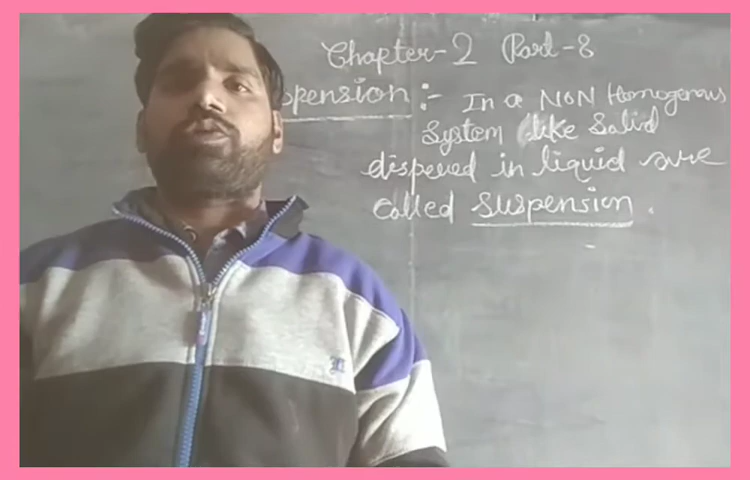 Chapter-2 Part-8
spension :- In a NON Homogenous
System like Solid
dispersed in liquid are
called suspension.